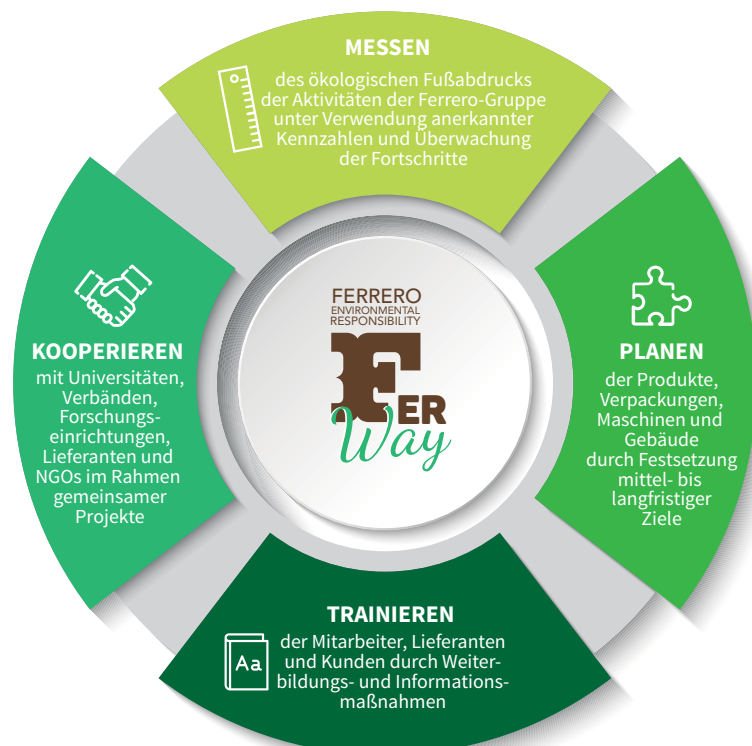 MESSEN
des ökologischen Fußabdrucks
der Aktivitäten der Ferrero-Gruppe
unter Verwendung anerkannter
Kennzahlen und Überwachung
der Fortschritte
KOOPERIEREN
mit Universitäten,
Verbänden,
Forschungs-
einrichtungen,
Lieferanten und
NGOs im Rahmen
gemeinsamer
Projekte
FERRERO
ENVIRONMENTAL
RESPONSIBILITY
FER
Way
PLANEN
der Produkte,
Verpackungen,
Maschinen und
Gebäude
durch Festsetzung
mittel- bis
langfristiger
Ziele
TRAINIEREN
Aa
der Mitarbeiter, Lieferanten
und Kunden durch Weiter-
bildungs- und Informations-
maßnahmen